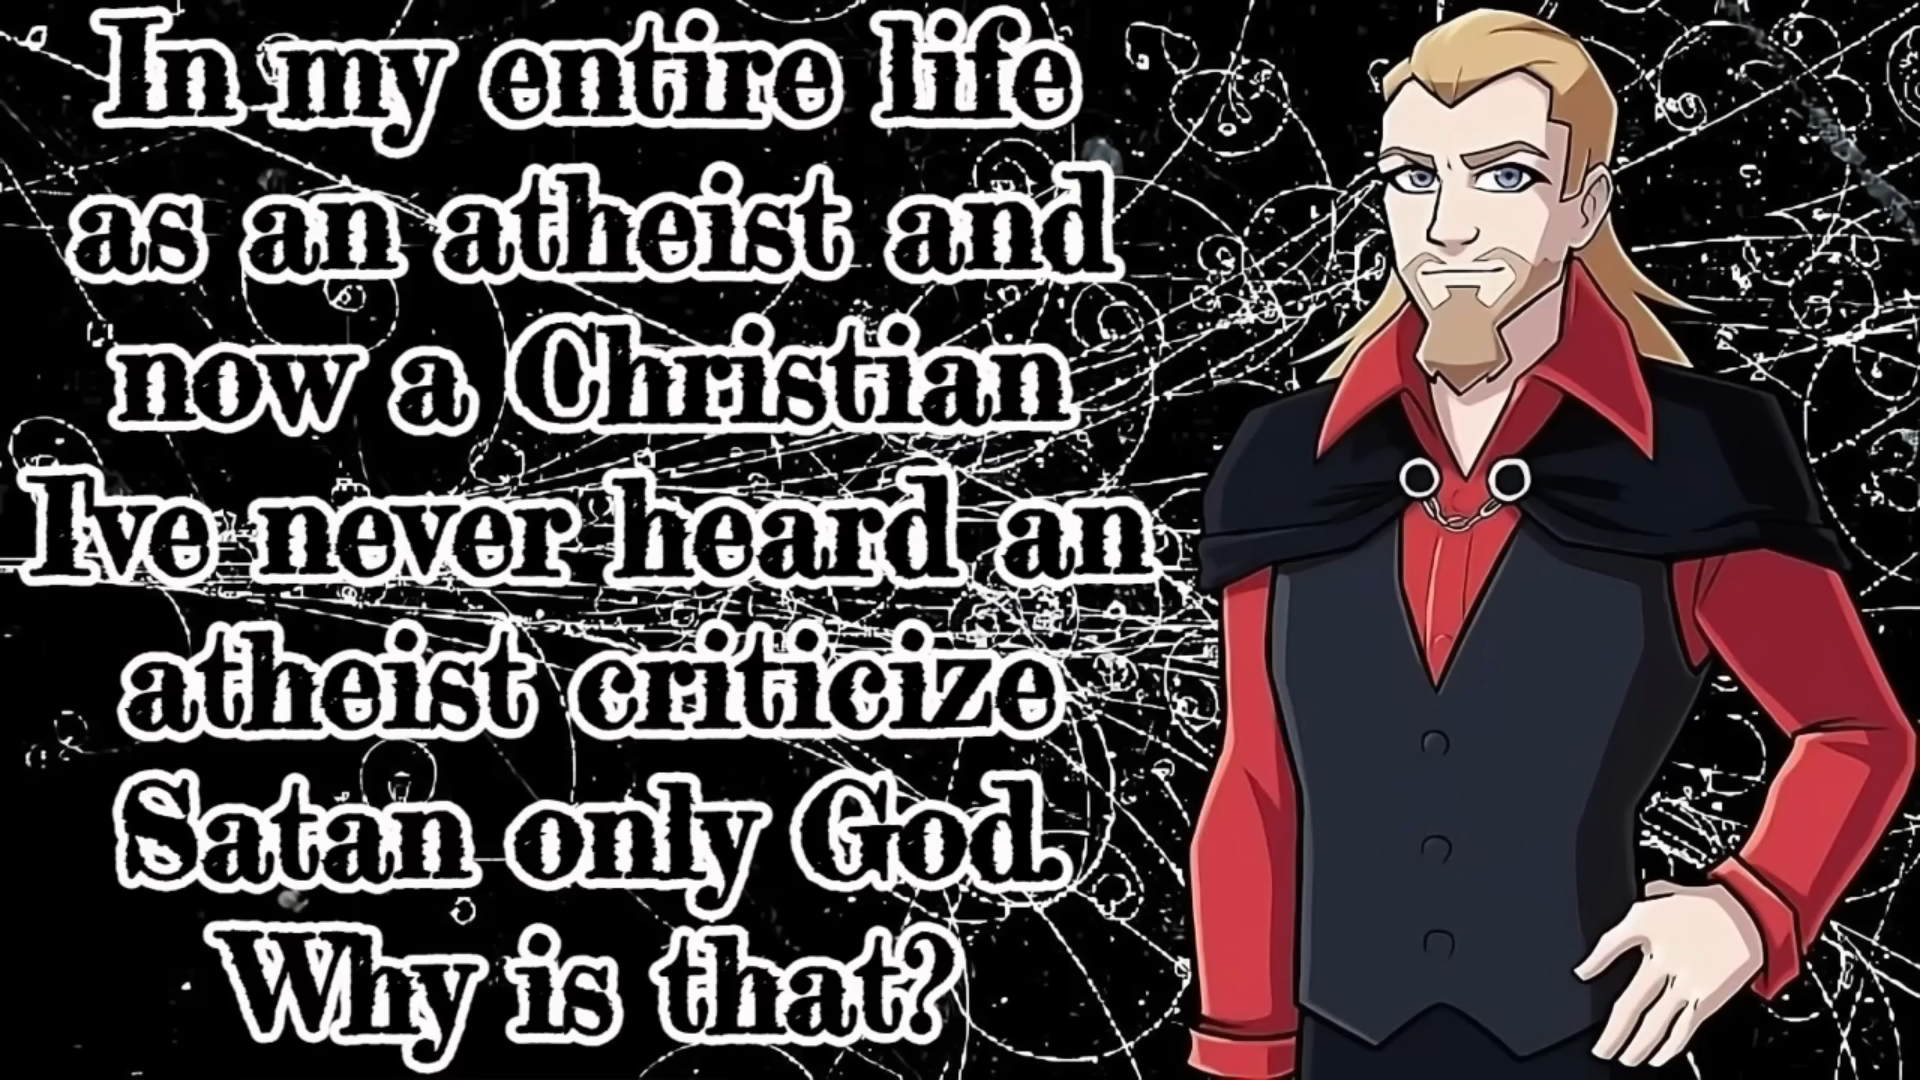 In my entire life
as an atheist and
now a Christian
I've never heard an
atheist criticize
Satan only God.
Why is that?